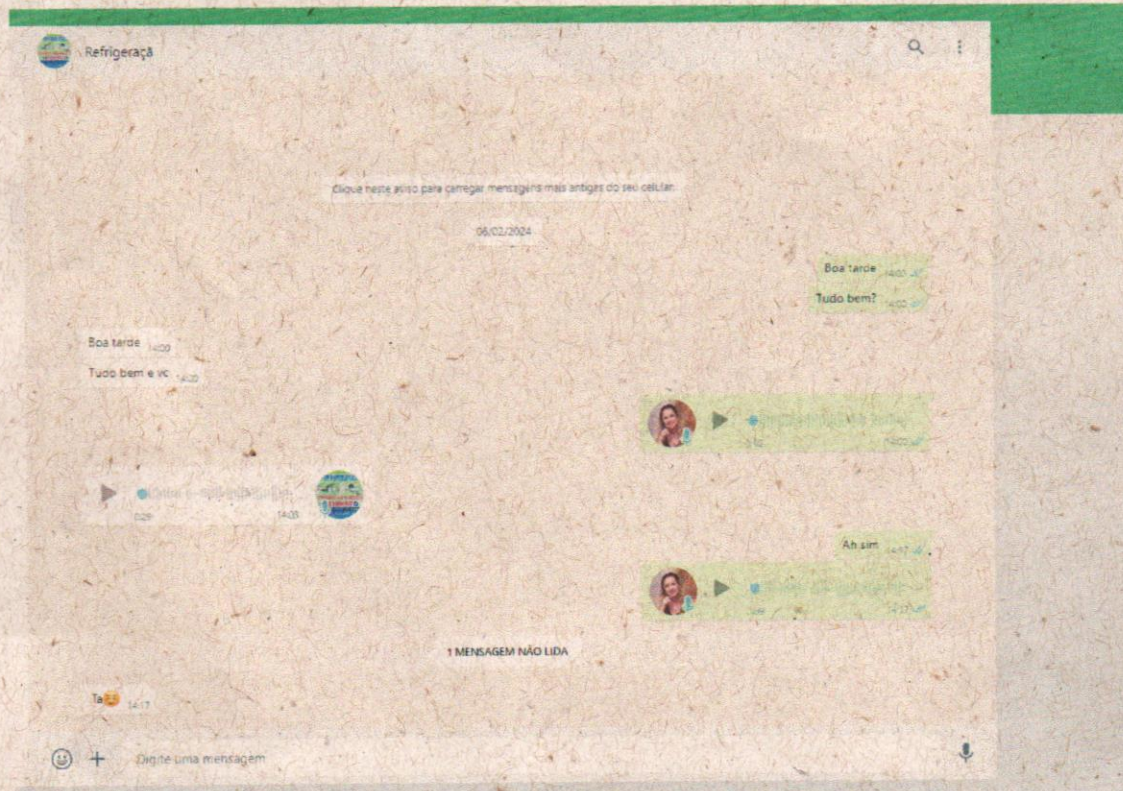 Refrigeraçã
Clique neste aviso para carregar mensagens mais antigas do seu celular.
06/02/2024
Boa tarde 14:00
Tudo bem? 14:00
Boa tarde 14:00
Tudo bem e vc 14:00
14:03
Ah sim 14:17
14:17
1 MENSAGEM NÃO LIDA
Ta😊 14:17
Digite uma mensagem